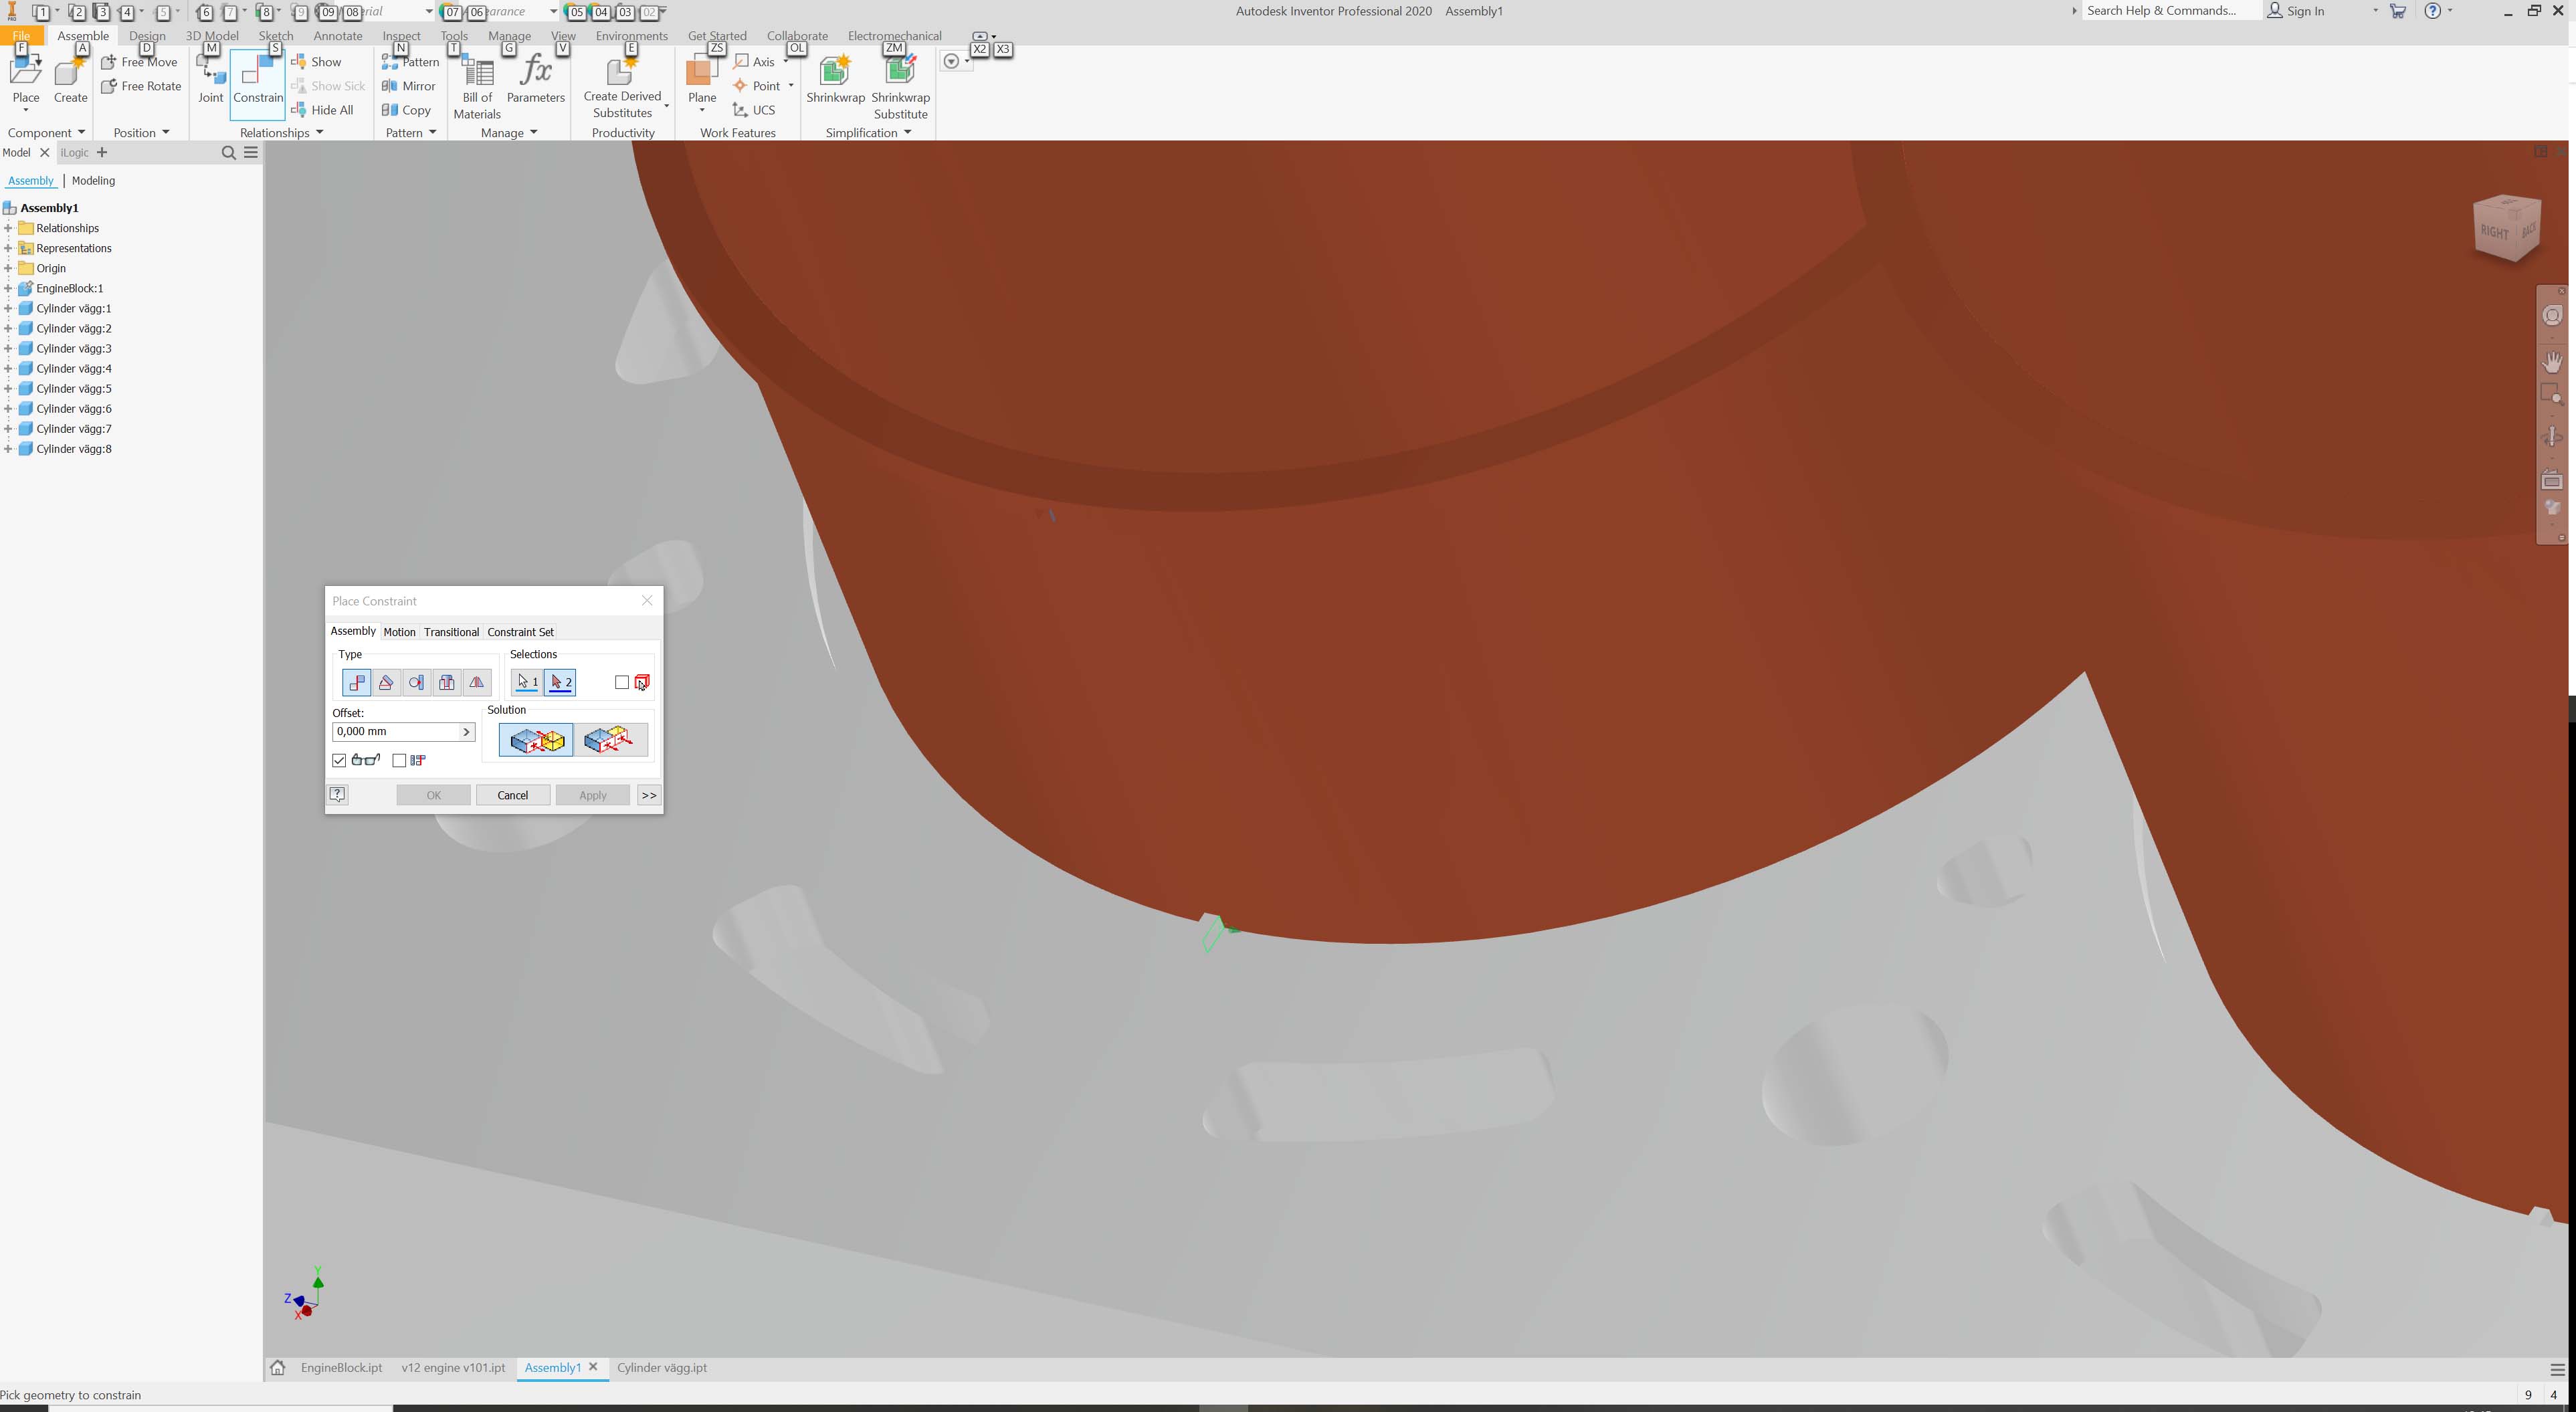 1 2 3 4 5 6 7 8 9 09 08 07 06 05 04 03 02
Autodesk Inventor Professional 2020 Assembly1
Search Help & Commands... Sign In
File Assemble Design 3D Model Sketch Annotate Inspect Tools Manage View Environments Get Started Collaborate Electromechanical
F A D M S N T G V E ZS OL ZM X2 X3
Place
Create
Free Move
Free Rotate
Joint
Constrain
Show
Show Sick
Hide All
Pattern
Mirror
Copy
Bill of
Materials
fx
Parameters
Create Derived
Substitutes
Plane
Axis
Point
UCS
Shrinkwrap
Shrinkwrap
Substitute
Component Position Relationships Pattern Manage Productivity Work Features Simplification
Model iLogic +
Assembly | Modeling
Assembly1
Relationships
Representations
Origin
EngineBlock:1
Cylinder vägg:1
Cylinder vägg:2
Cylinder vägg:3
Cylinder vägg:4
Cylinder vägg:5
Cylinder vägg:6
Cylinder vägg:7
Cylinder vägg:8
RIGHT BACK
Place Constraint
Assembly Motion Transitional Constraint Set
Type
Selections
1 2
Offset:
0,000 mm
Solution
OK Cancel Apply >>
Y
Z
X
EngineBlock.ipt v12 engine v101.ipt Assembly1 Cylinder vägg.ipt
Pick geometry to constrain
9 4